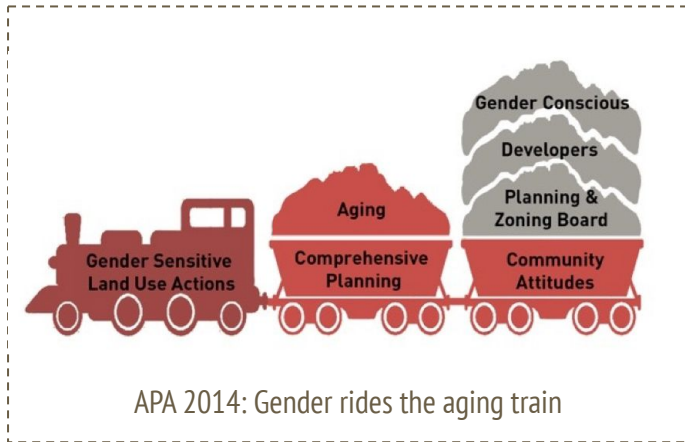 Gender Sensitive
Land Use Actions
Aging
Comprehensive
Planning
Gender Conscious
Developers
Planning &
Zoning Board
Community
Attitudes
APA 2014: Gender rides the aging train